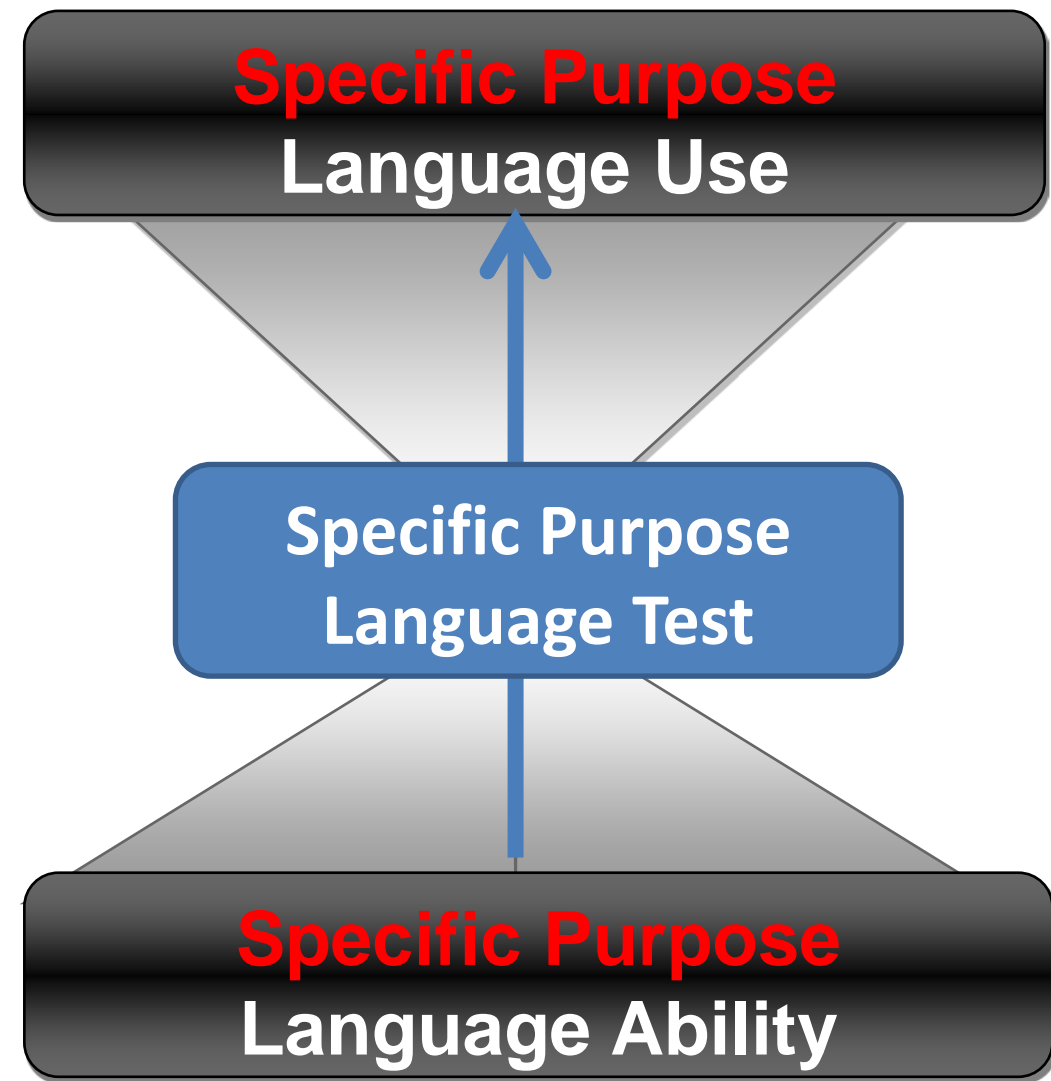 Specific Purpose
Language Use
Specific Purpose
Language Test
Specific Purpose
Language Ability